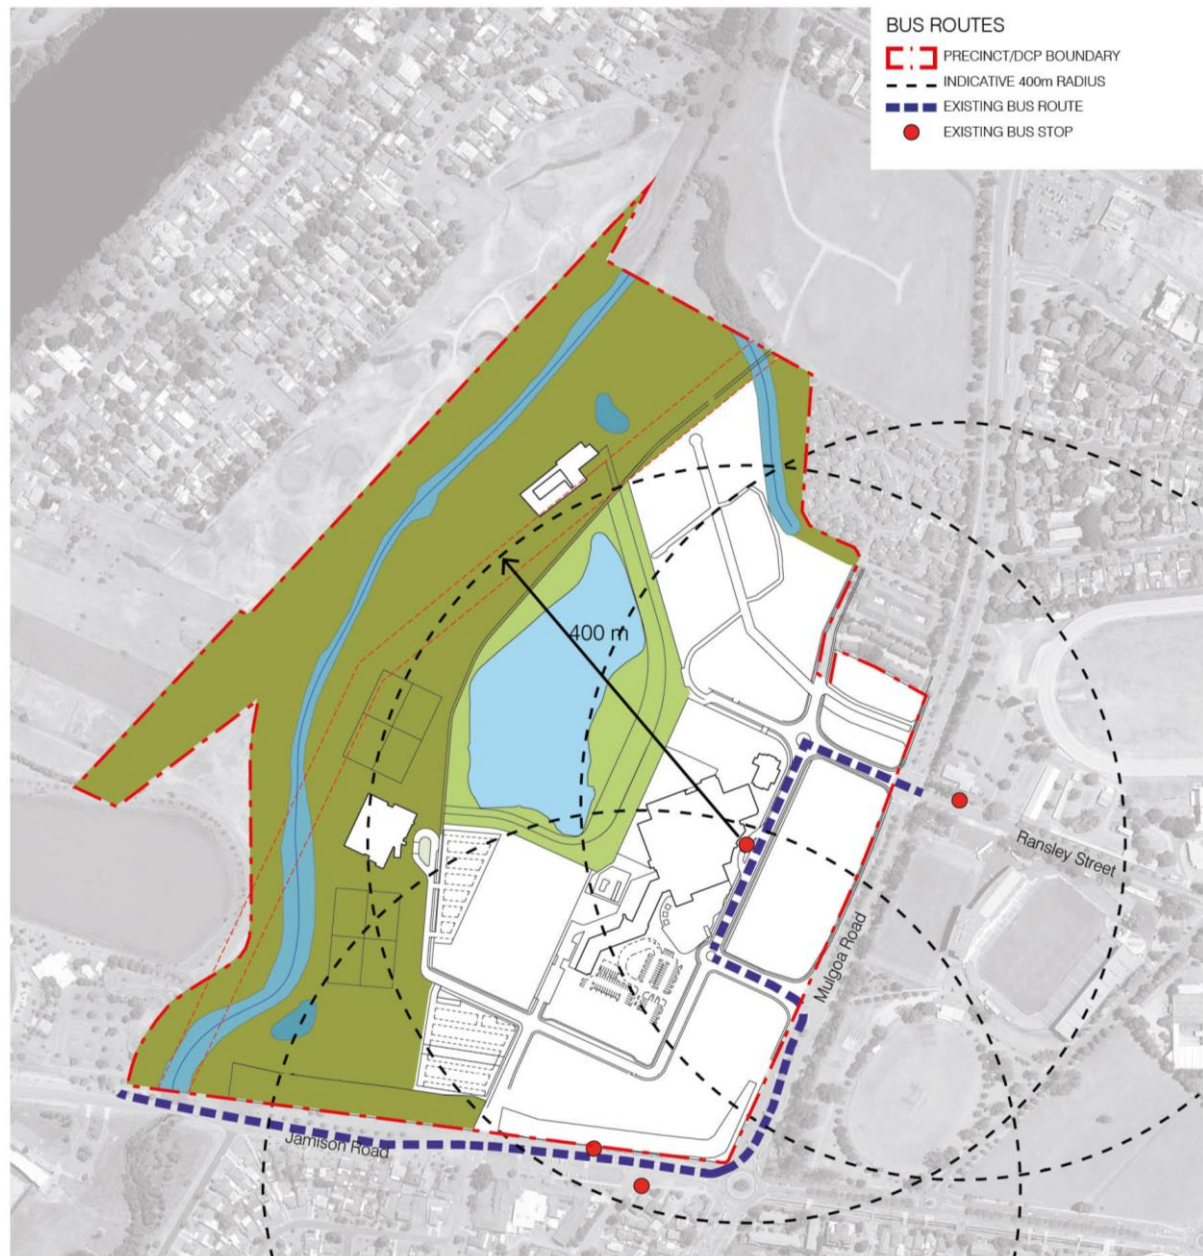 BUS ROUTES
PRECINCT/DCP BOUNDARY
INDICATIVE 400m RADIUS
EXISTING BUS ROUTE
EXISTING BUS STOP
400 m
Ransley Street
Mulgoa Road
Jamison Road